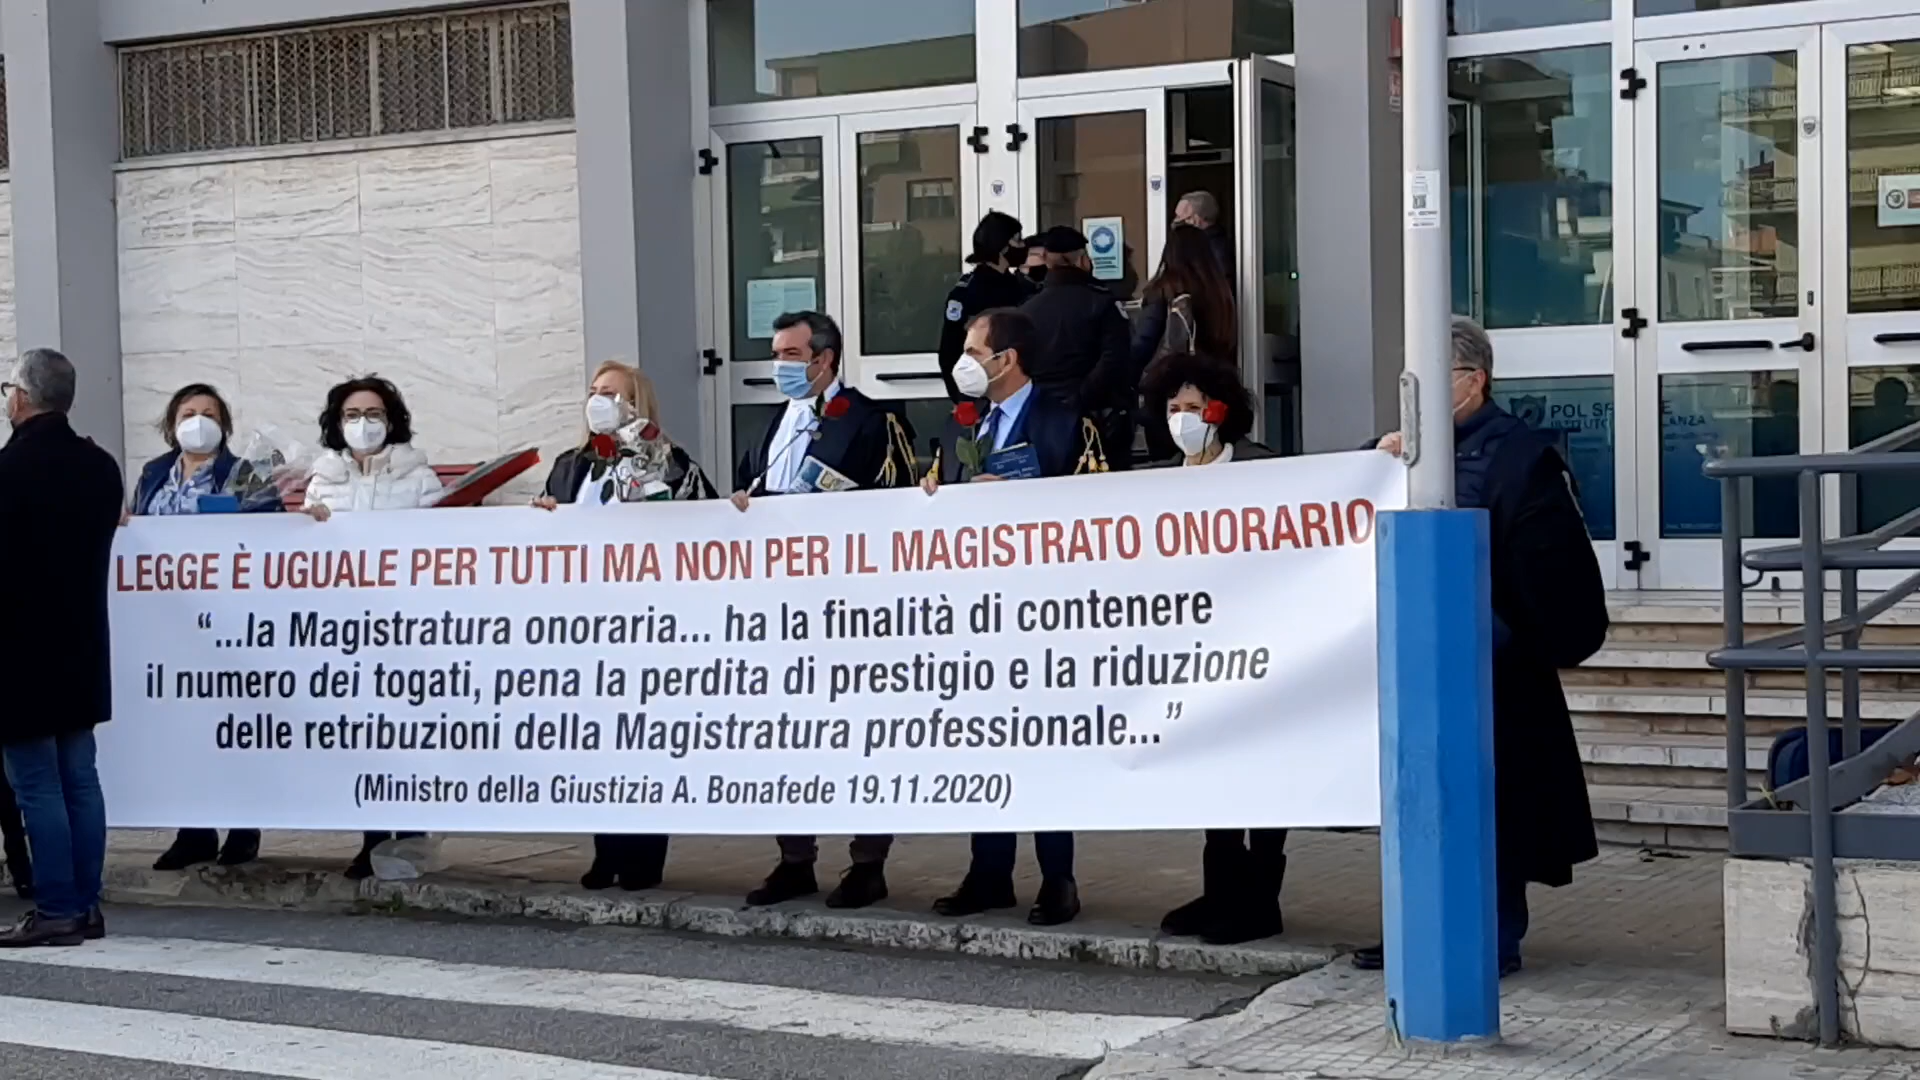 LEGGE È UGUALE PER TUTTI MA NON PER IL MAGISTRATO ONORARIO
“...la Magistratura onoraria... ha la finalità di contenere
il numero dei togati, pena la perdita di prestigio e la riduzione
delle retribuzioni della Magistratura professionale...”
(Ministro della Giustizia A. Bonafede 19.11.2020)
POL